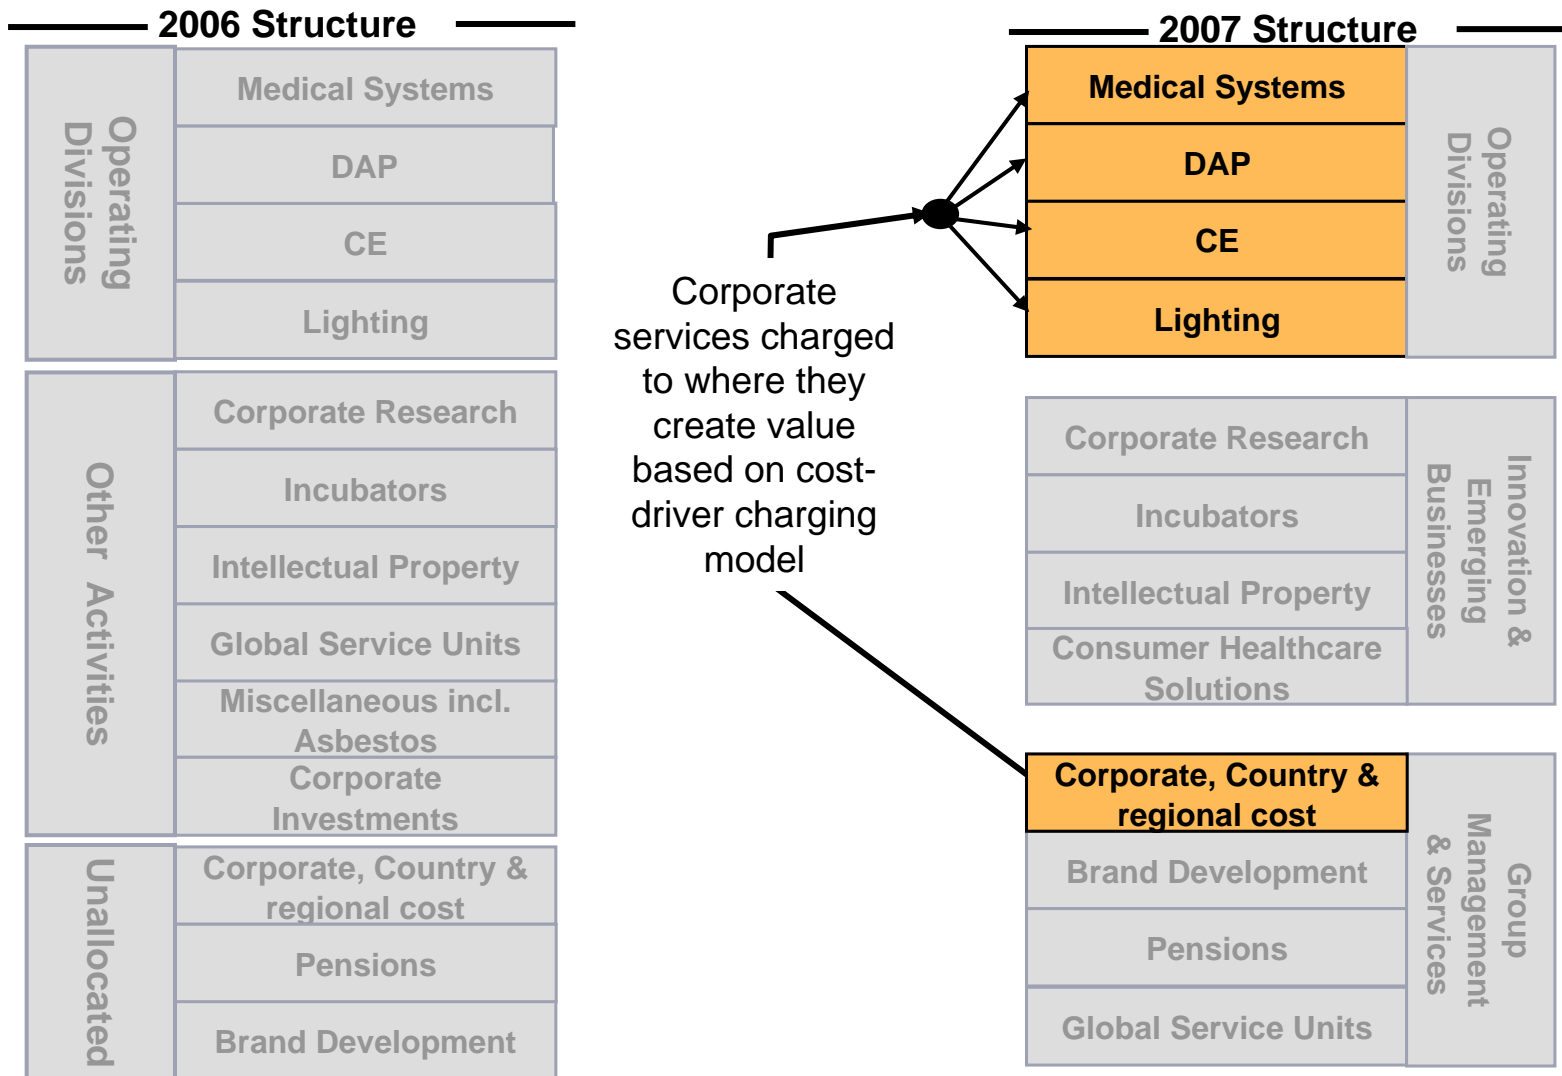 2006 Structure
Operating
Divisions
Medical Systems
DAP
CE
Lighting
Other Activities
Corporate Research
Incubators
Intellectual Property
Global Service Units
Miscellaneous incl.
Asbestos
Corporate
Investments
Unallocated
Corporate, Country &
regional cost
Pensions
Brand Development
Corporate
services charged
to where they
create value
based on cost-
driver charging
model
2007 Structure
Medical Systems
DAP
CE
Lighting
Operating
Divisions
Corporate Research
Incubators
Intellectual Property
Consumer Healthcare
Solutions
Innovation &
Emerging
Businesses
Corporate, Country &
regional cost
Brand Development
Pensions
Global Service Units
Group
Management
& Services